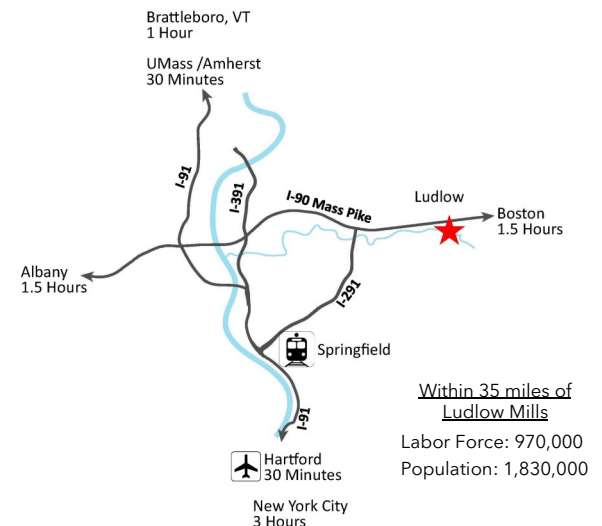 Brattleboro, VT
1 Hour
UMass /Amherst
30 Minutes
I-91
I-391
I-90 Mass Pike
Ludlow
Boston
1.5 Hours
Albany
1.5 Hours
I-291
Springfield
I-91
Hartford
30 Minutes
New York City
3 Hours
Within 35 miles of
Ludlow Mills
Labor Force: 970,000
Population: 1,830,000